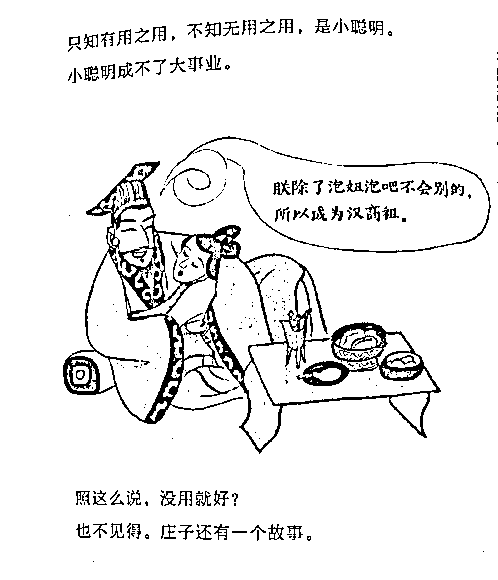 只知有用之用，不知无用之用，是小聪明。
小聪明成不了大事业。
朕除了泡妞泡吧不会别的，
所以成为汉高祖。
照这么说，没用就好？
也不见得。庄子还有一个故事。